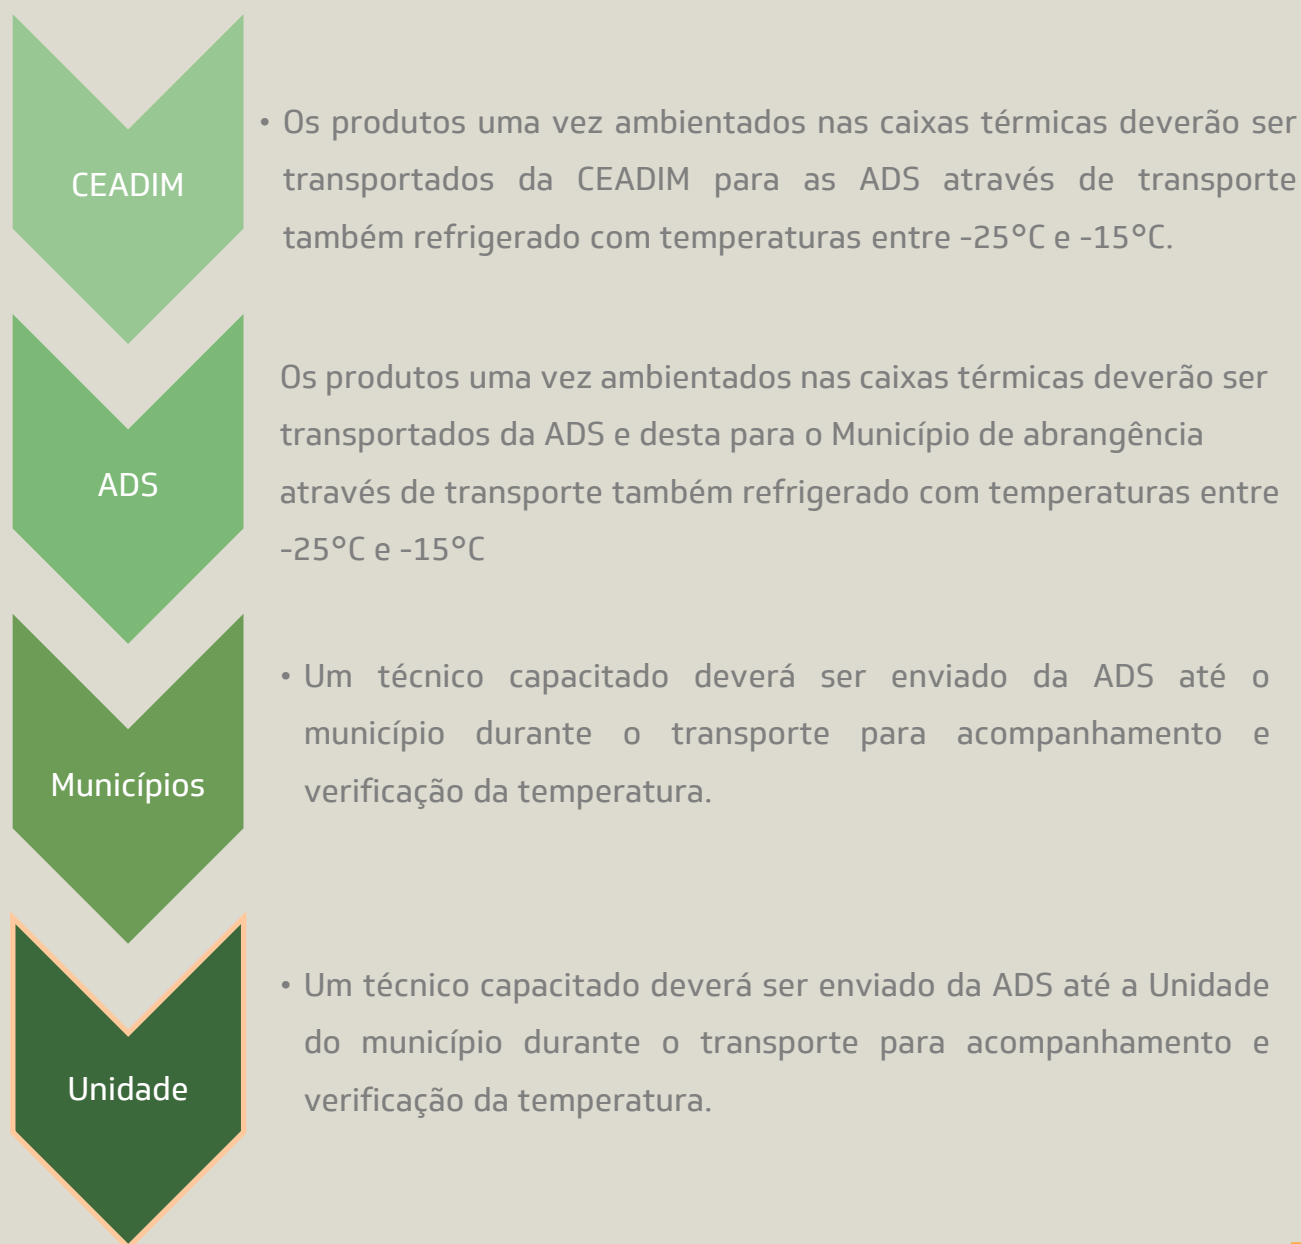 CEADIM
• Os produtos uma vez ambientados nas caixas térmicas deverão ser
transportados da CEADIM para as ADS através de transporte
também refrigerado com temperaturas entre -25°C e -15°C.
ADS
Os produtos uma vez ambientados nas caixas térmicas deverão ser
transportados da ADS e desta para o Município de abrangência
através de transporte também refrigerado com temperaturas entre
-25°C e -15°C
Municípios
• Um técnico capacitado deverá ser enviado da ADS até o
município durante o transporte para acompanhamento e
verificação da temperatura.
Unidade
• Um técnico capacitado deverá ser enviado da ADS até a Unidade
do município durante o transporte para acompanhamento e
verificação da temperatura.